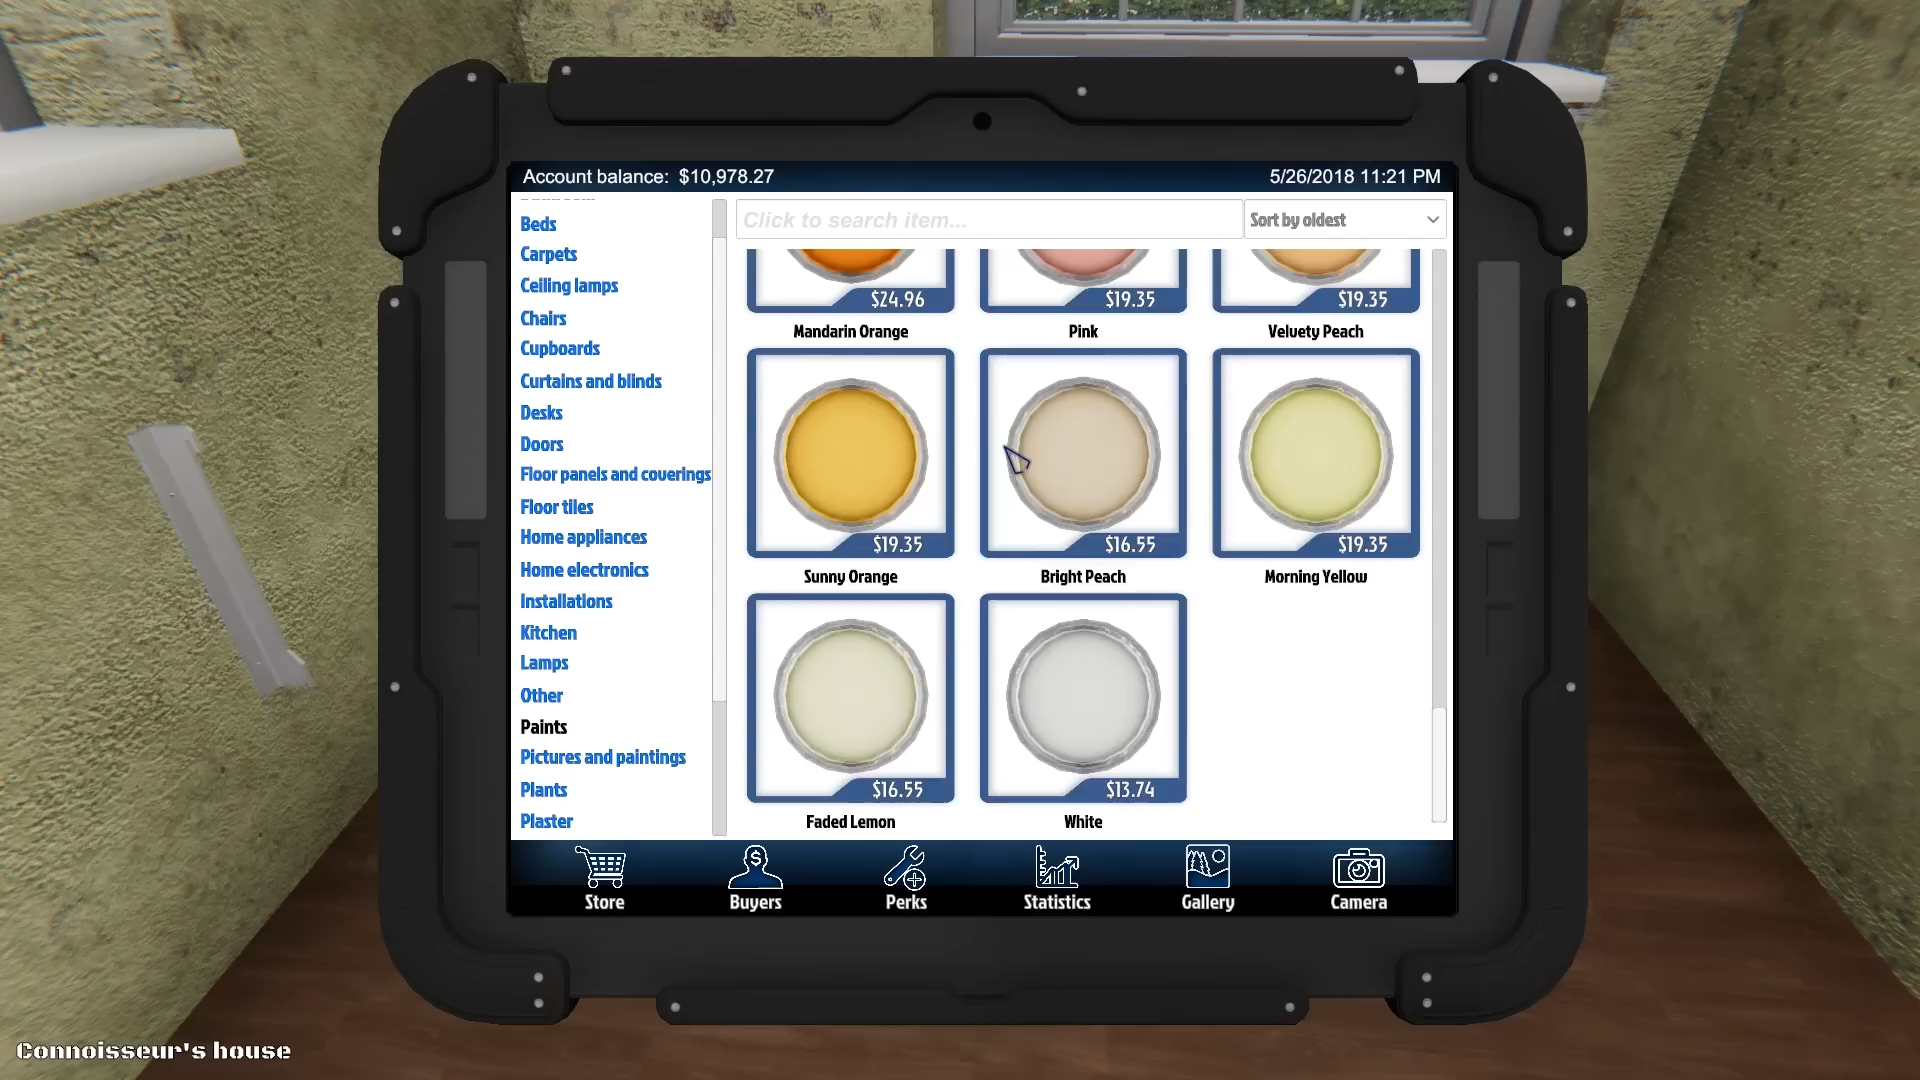 Account balance: $10,978.27
5/26/2018 11:21 PM
Click to search item...
Sort by oldest
Beds
Carpets
Ceiling lamps
Chairs
Cupboards
Curtains and blinds
Desks
Doors
Floor panels and coverings
Floor tiles
Home appliances
Home electronics
Installations
Kitchen
Lamps
Other
Paints
Pictures and paintings
Plants
Plaster
$24.96
$19.35
$19.35
Mandarin Orange
Pink
Velvety Peach
$19.35
$16.55
$19.35
Sunny Orange
Bright Peach
Morning Yellow
$16.55
$13.74
Faded Lemon
White
Store
Buyers
Perks
Statistics
Gallery
Camera
Connoisseur's house